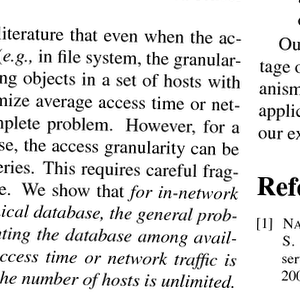 literature that even when the ac-
(e.g., in file system, the granular-
ng objects in a set of hosts with
mize average access time or net-
mplete problem. However, for a
se, the access granularity can be
eries. This requires careful frag-
e. We show that for in-network
ical database, the general prob-
ting the database among avail-
ccess time or network traffic is
he number of hosts is unlimited.
Ou
tage o
anism
applic
our ex
Refe
[1] NA
S.
ser
200